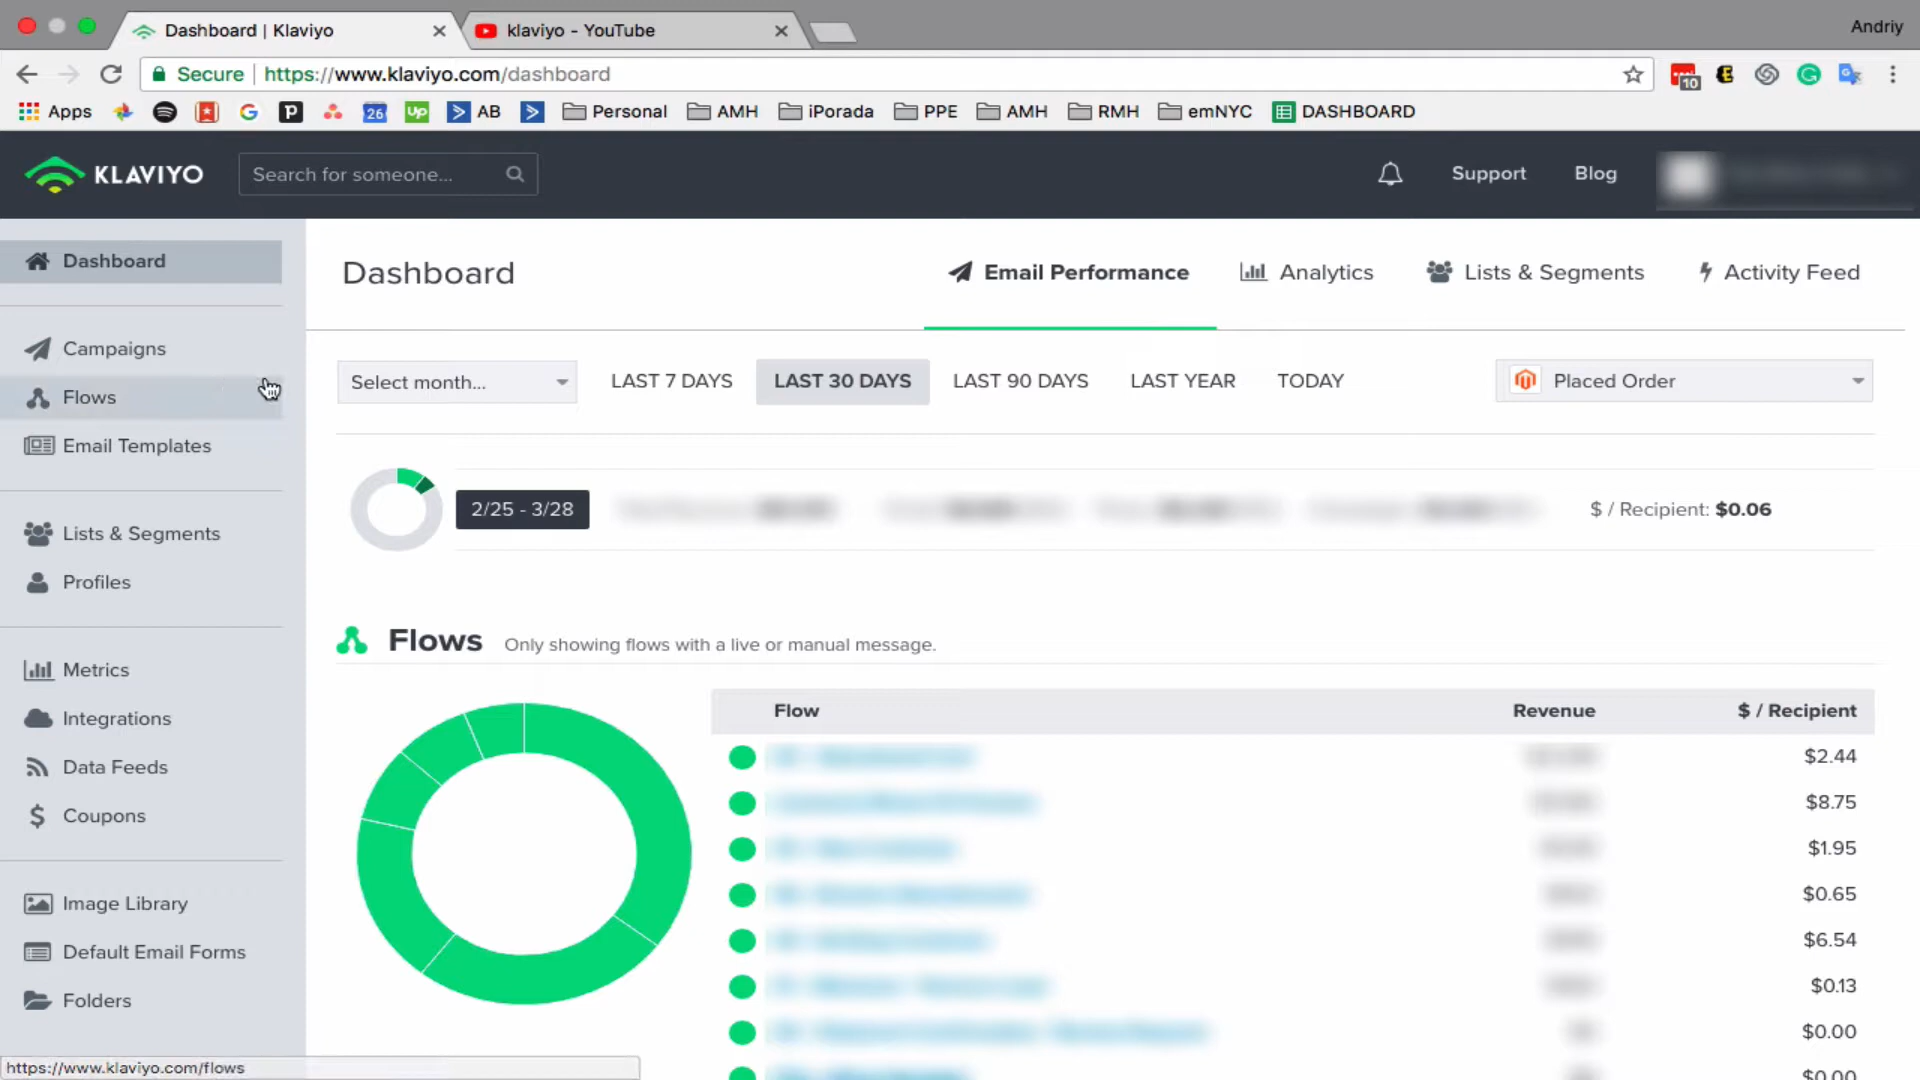 Dashboard | Klaviyo
klaviyo - YouTube
Andriy
Secure
https://www.klaviyo.com/dashboard
10
Apps
P
26
up
AB
Personal
AMH
iPorada
PPE
AMH
RMH
emNYC
DASHBOARD
KLAVIYO
Search for someone...
Support
Blog
Dashboard
Campaigns
Flows
Email Templates
Lists & Segments
Profiles
Metrics
Integrations
Data Feeds
Coupons
Image Library
Default Email Forms
Folders
Dashboard
Email Performance
Analytics
Lists & Segments
Activity Feed
Select month...
LAST 7 DAYS
LAST 30 DAYS
LAST 90 DAYS
LAST YEAR
TODAY
Placed Order
2/25 - 3/28
$ / Recipient: $0.06
Flows
Only showing flows with a live or manual message.
Flow Revenue $ / Recipient
$2.44
$8.75
$1.95
$0.65
$6.54
$0.13
$0.00
$0.00
https://www.klaviyo.com/flows